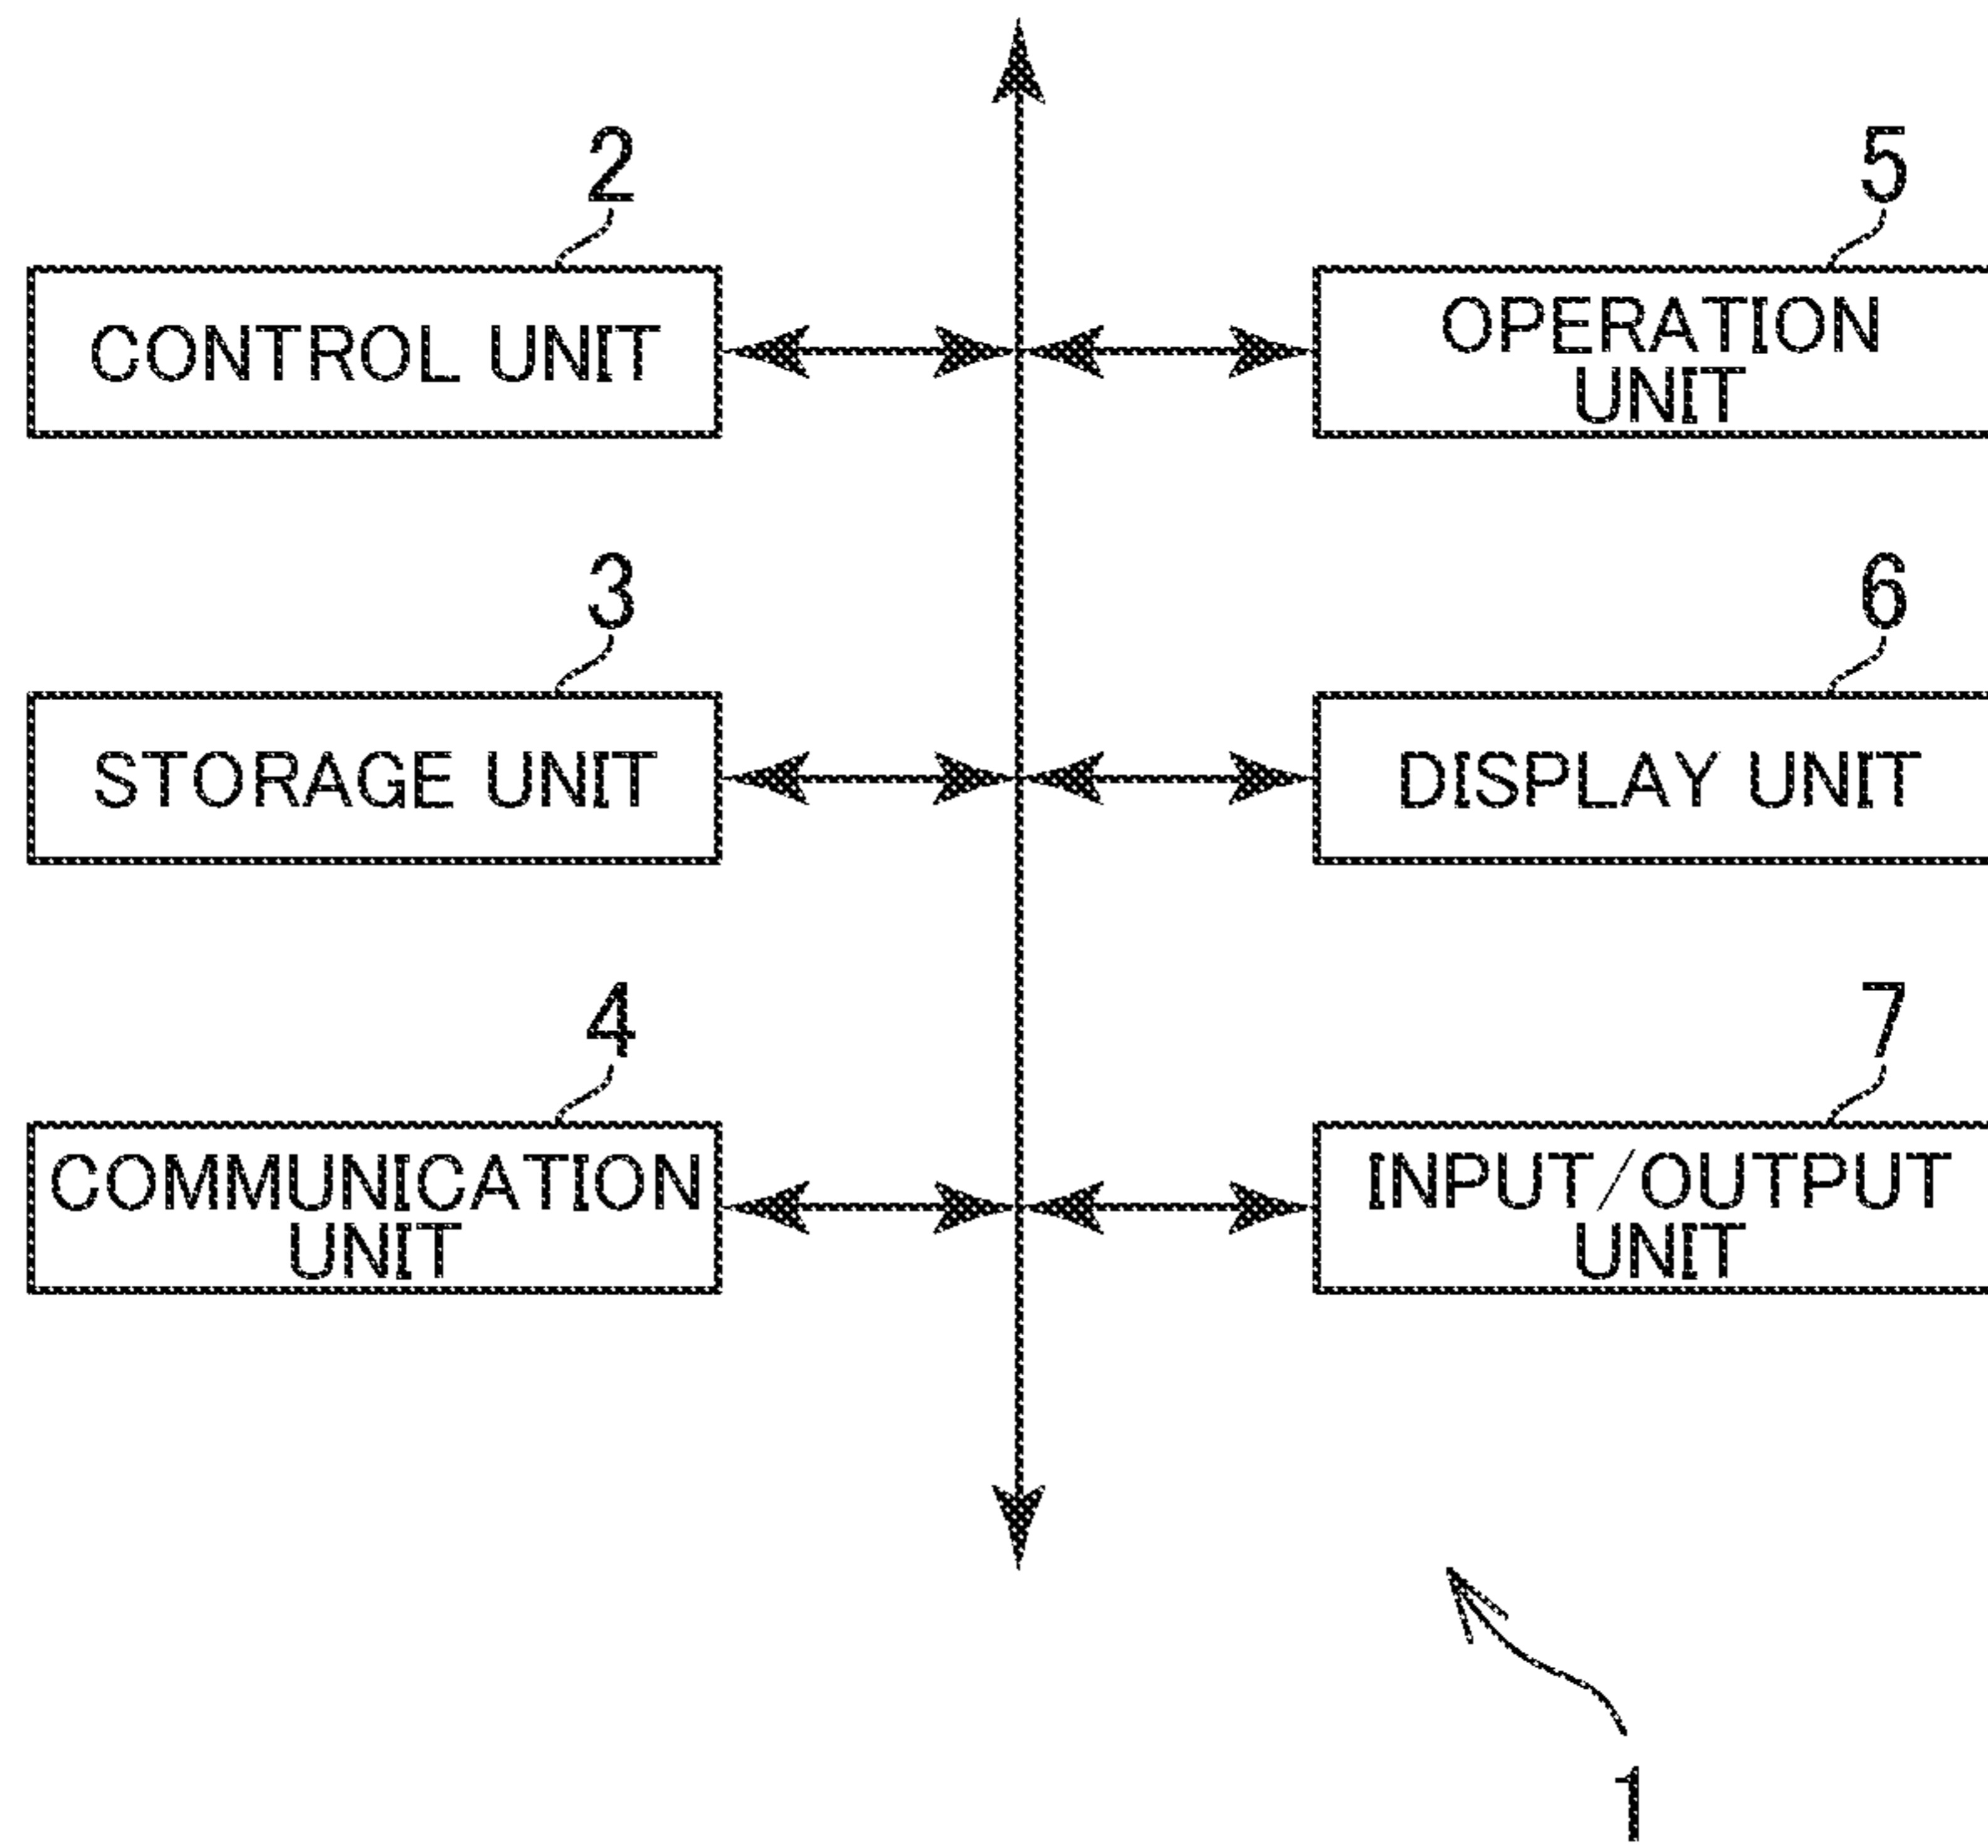 2
CONTROL UNIT
5
OPERATION
UNIT
3
STORAGE UNIT
6
DISPLAY UNIT
4
COMMUNICATION
UNIT
7
INPUT/OUTPUT
UNIT
1